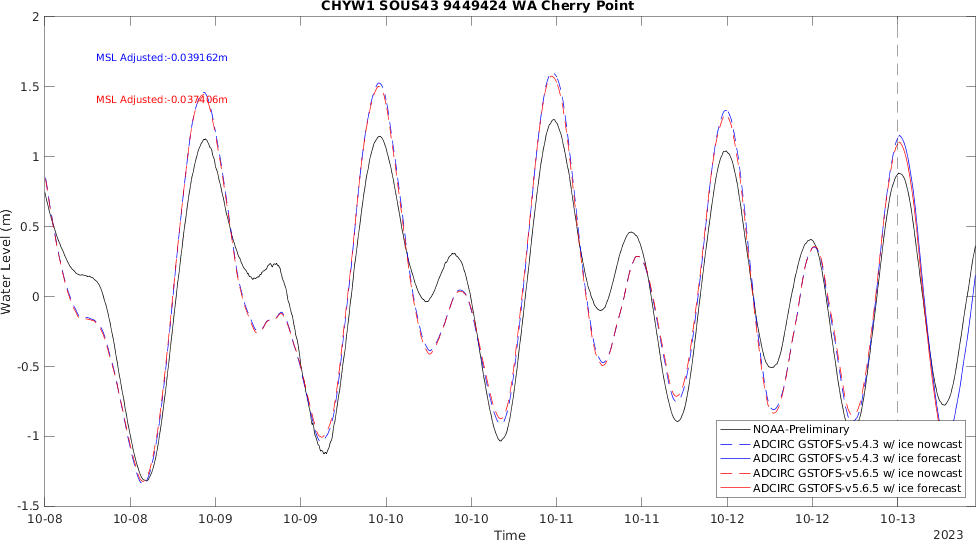 CHYW1 SOUS43 9449424 WA Cherry Point
MSL Adjusted:-0.039162m
MSL Adjusted:-0.037406m
Water Level (m)
2
1.5
1
0.5
0
-0.5
-1
-1.5
NOAA-Preliminary
ADCIRC GSTOFS-v5.4.3 w/ ice nowcast
ADCIRC GSTOFS-v5.4.3 w/ ice forecast
ADCIRC GSTOFS-v5.6.5 w/ ice nowcast
ADCIRC GSTOFS-v5.6.5 w/ ice forecast
10-08 10-08 10-09 10-09 10-10 10-10 10-11 10-11 10-12 10-12 10-13
Time
2023